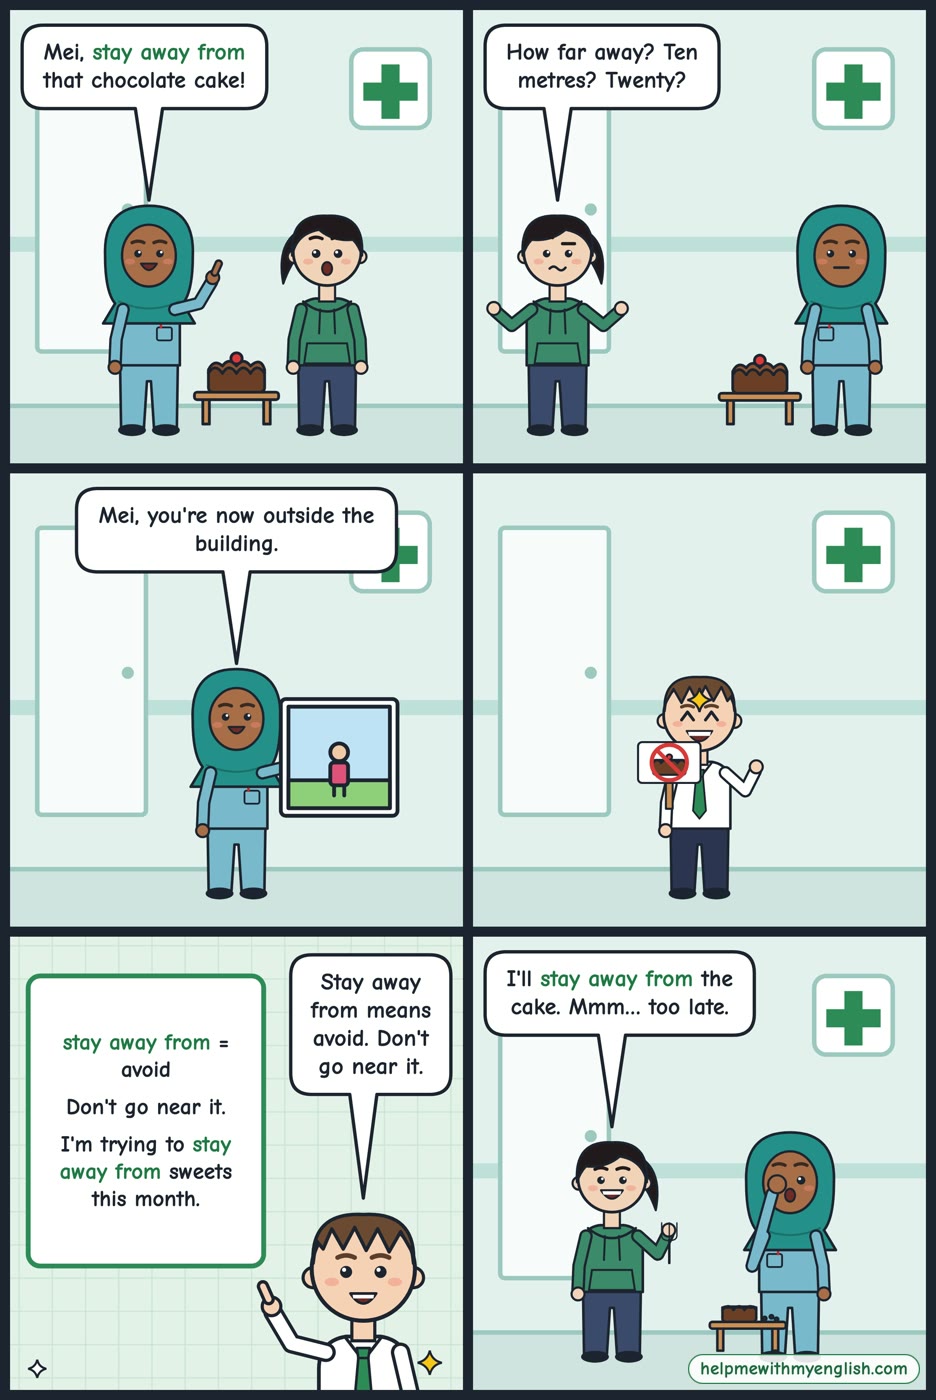 Mei, stay away from
that chocolate cake!
How far away? Ten
metres? Twenty?
Mei, you're now outside the
building.
stay away from =
avoid
Don't go near it.
I'm trying to stay
away from sweets
this month.
Stay away
from means
avoid. Don't
go near it.
I'll stay away from the
cake. Mmm... too late.
helpmewithmyenglish.com